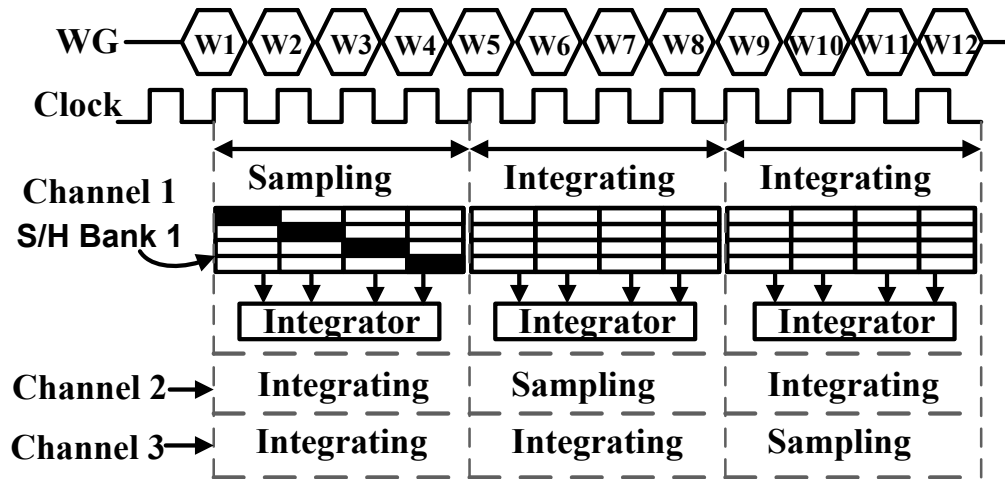 WG W1 W2 W3 W4 W5 W6 W7 W8 W9 W10 W11 W12
Clock
Sampling Integrating Integrating
Channel 1
S/H Bank 1
Integrator Integrator Integrator
Channel 2 Integrating Sampling Integrating
Channel 3 Integrating Integrating Sampling